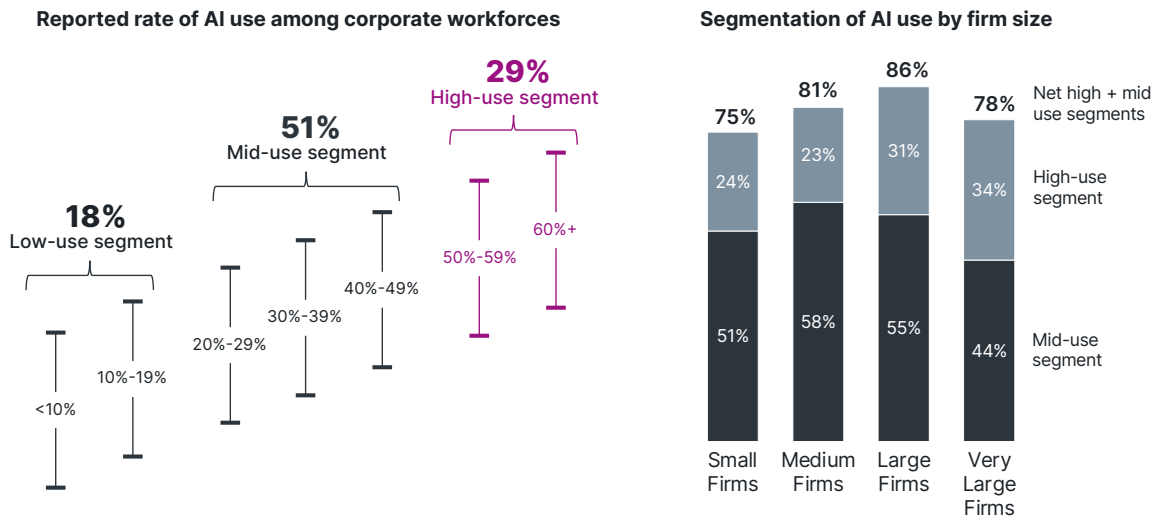 Reported rate of AI use among corporate workforces
29%
High-use segment
51%
Mid-use segment
18%
Low-use segment
60%+
50%-59%
40%-49%
30%-39%
20%-29%
10%-19%
<10%
Segmentation of AI use by firm size
75%
81%
86%
78%
Net high + mid
use segments
24%
23%
31%
34%
High-use
segment
51%
58%
55%
44%
Mid-use
segment
Small
Firms
Medium
Firms
Large
Firms
Very
Large
Firms